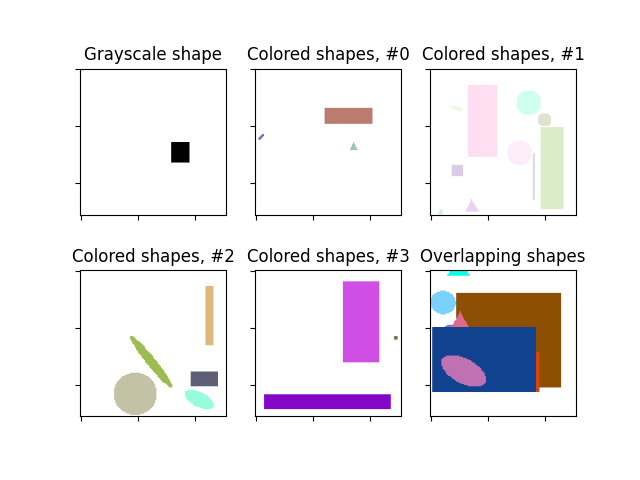 Grayscale shape
Colored shapes, #0
Colored shapes, #1
Colored shapes, #2
Colored shapes, #3
Overlapping shapes